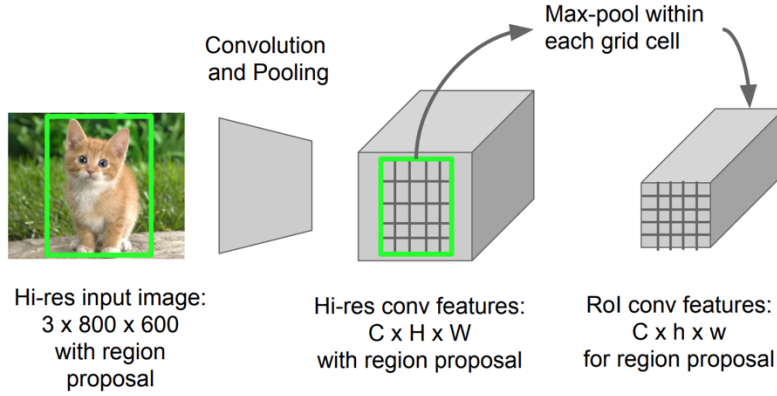 Convolution
and Pooling
Max-pool within
each grid cell
Hi-res input image:
3 x 800 x 600
with region
proposal
Hi-res conv features:
C x H x W
with region proposal
RoI conv features:
C x h x w
for region proposal